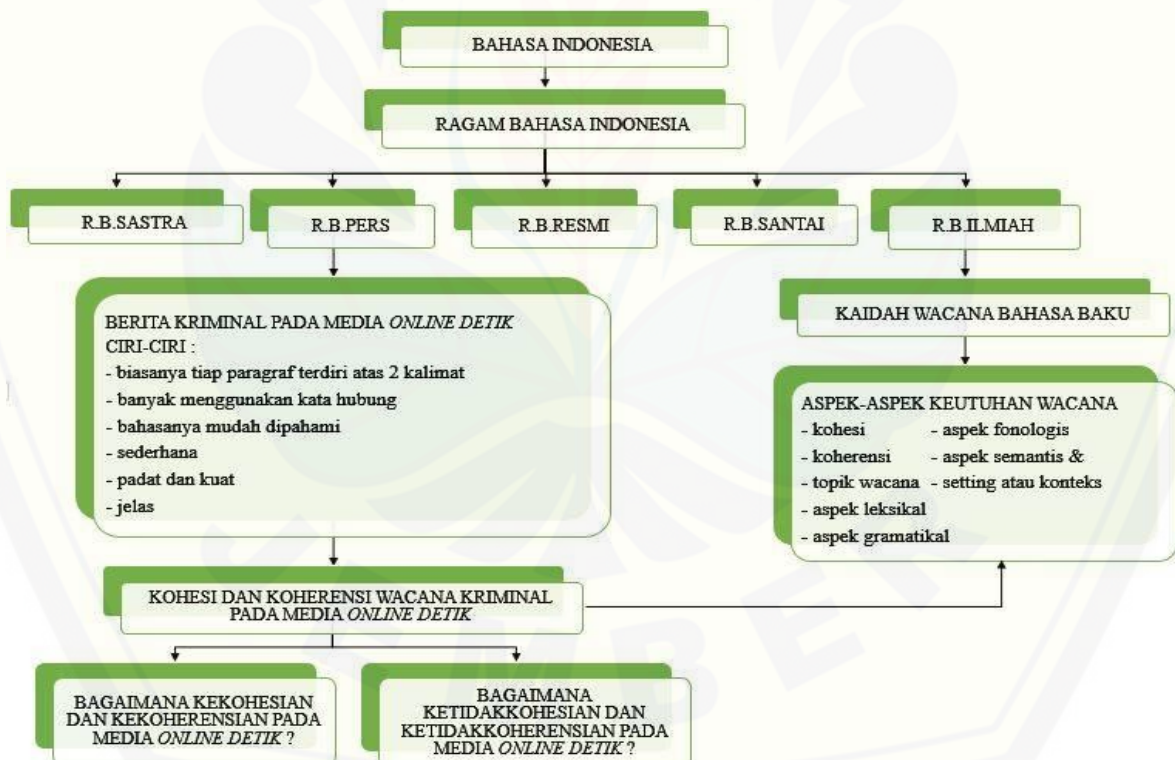 BAHASA INDONESIA
RAGAM BAHASA INDONESIA
R.B.SASTRA
R.B.PERS
R.B.RESMI
R.B.SANTAI
R.B.ILMIAH
BERITA KRIMINAL PADA MEDIA ONLINE DETIK
CIRI-CIRI :
- biasanya tiap paragraf terdiri atas 2 kalimat
- banyak menggunakan kata hubung
- bahasanya mudah dipahami
- sederhana
- padat dan kuat
- jelas
KAIDAH WACANA BAHASA BAKU
ASPEK-ASPEK KEUTUHAN WACANA
- kohesi - aspek fonologis
- koherensi - aspek semantis &
- topik wacana - setting atau konteks
- aspek leksikal
- aspek gramatikal
KOHESI DAN KOHERENSI WACANA KRIMINAL
PADA MEDIA ONLINE DETIK
BAGAIMANA KEKOHESIAN
DAN KEKOHERENSIAN PADA
MEDIA ONLINE DETIK ?
BAGAIMANA
KETIDAKKOHESIAN DAN
KETIDAKKOHERENSIAN PADA
MEDIA ONLINE DETIK ?